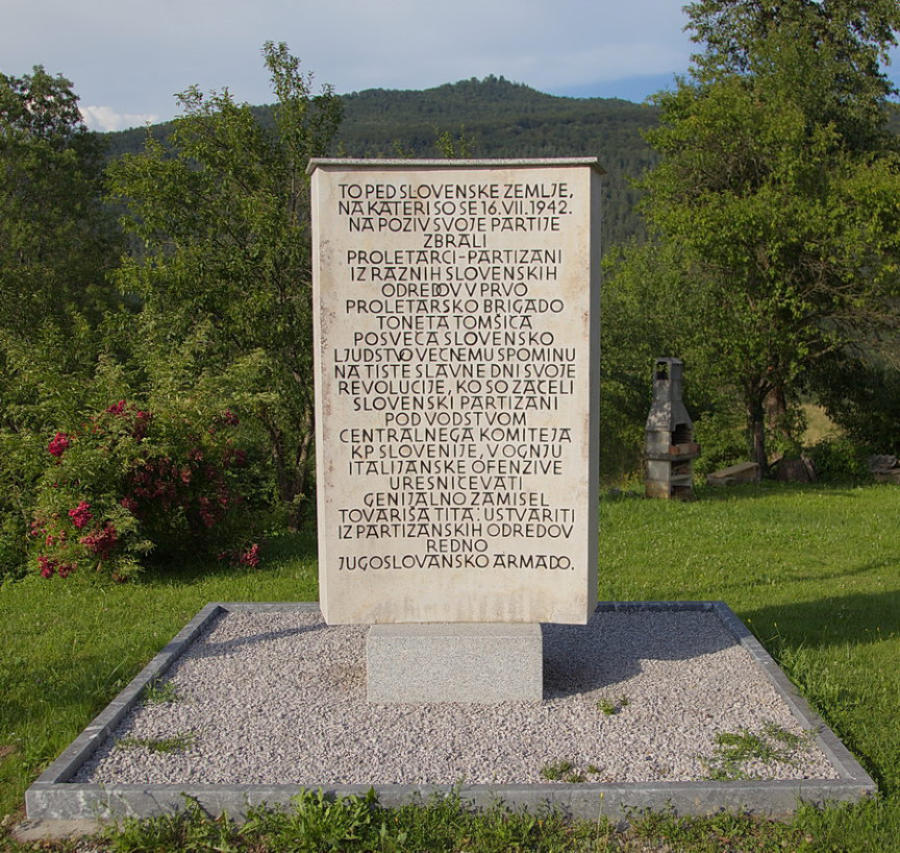 TO PED SLOVENSKE ZEMLJE,
NA KATERI SO SE 16.VII.1942.
NA POZIV SVOJE PARTIJE
ZBRALI
PROLETARCI-PARTIZANI
IZ RAZNIH SLOVENSKIH
ODREDOV V PRVO
PROLETARSKO BRIGADO
TONETA TOMŠIČA
POSVEČA SLOVENSKO
LJUDSTVO VEČNEMU SPOMINU
NA TISTE SLAVNE DNI SVOJE
REVOLUCIJE, KO SO ZAČELI
SLOVENSKI PARTIZANI
POD VODSTVOM
CENTRALNEGA KOMITEJA
KP SLOVENIJE, V OGNJU
ITALIJANSKE OFENZIVE
URESNIČEVATI
GENIJALNO ZAMISEL
TOVARIŠA TITA: USTVARITI
IZ PARTIZANSKIH ODREDOV
REDNO
JUGOSLOVANSKO ARMADO.